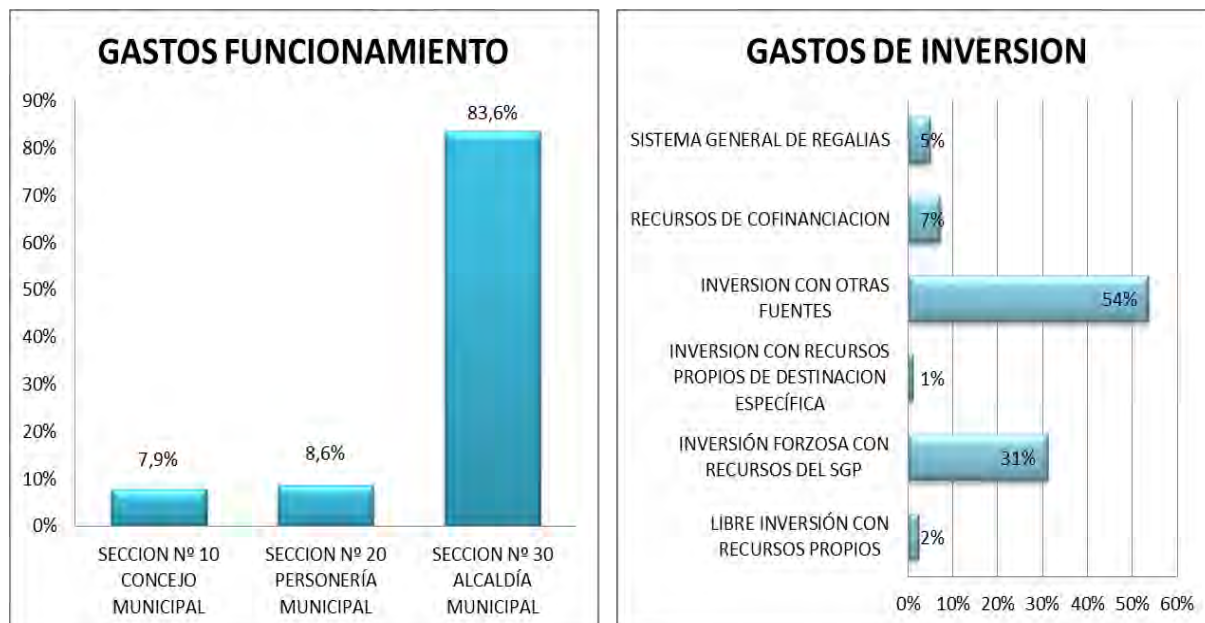 GASTOS FUNCIONAMIENTO
90%
80%
70%
60%
50%
40%
30%
20%
10%
0%
7,9%
8,6%
83,6%
SECCION Nº 10
CONCEJO
MUNICIPAL
SECCION Nº 20
PERSONERÍA
MUNICIPAL
SECCION Nº 30
ALCALDÍA
MUNICIPAL
GASTOS DE INVERSION
SISTEMA GENERAL DE REGALIAS
5%
RECURSOS DE COFINANCIACION
7%
INVERSION CON OTRAS
FUENTES
54%
INVERSION CON RECURSOS
PROPIOS DE DESTINACION
ESPECÍFICA
1%
INVERSIÓN FORZOSA CON
RECURSOS DEL SGP
31%
LIBRE INVERSIÓN CON
RECURSOS PROPIOS
2%
0% 10% 20% 30% 40% 50% 60%